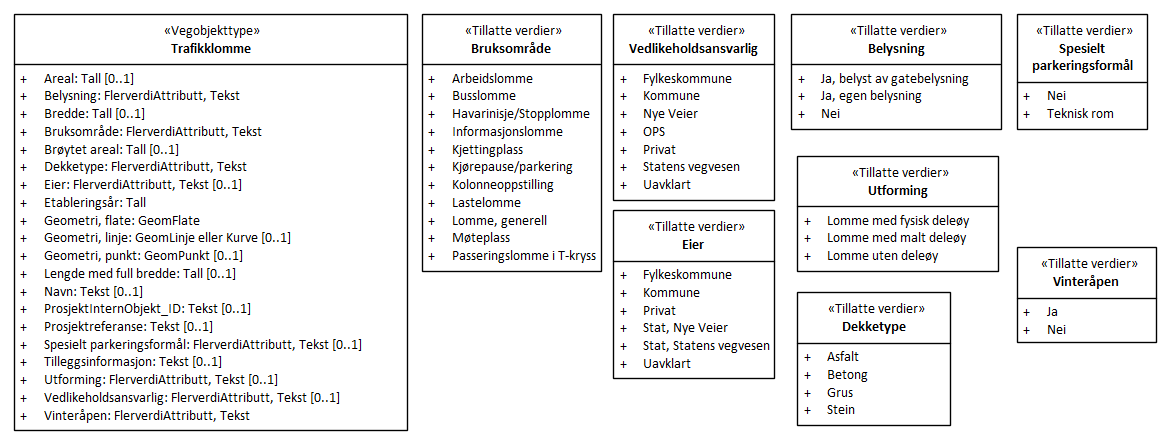 «Vegobjekttype»
Trafikklomme
+ Areal: Tall [0..1]
+ Belysning: FlerverdiAttributt, Tekst
+ Bredde: Tall [0..1]
+ Bruksområde: FlerverdiAttributt, Tekst
+ Brøytet areal: Tall [0..1]
+ Dekketype: FlerverdiAttributt, Tekst
+ Eier: FlerverdiAttributt, Tekst [0..1]
+ Etableringsår: Tall
+ Geometri, flate: GeomFlate
+ Geometri, linje: GeomLinje eller Kurve [0..1]
+ Geometri, punkt: GeomPunkt [0..1]
+ Lengde med full bredde: Tall [0..1]
+ Navn: Tekst [0..1]
+ ProsjektInternObjekt_ID: Tekst [0..1]
+ Prosjektreferanse: Tekst [0..1]
+ Spesielt parkeringsformål: FlerverdiAttributt, Tekst [0..1]
+ Tilleggsinformasjon: Tekst [0..1]
+ Utforming: FlerverdiAttributt, Tekst [0..1]
+ Vedlikeholdsansvarlig: FlerverdiAttributt, Tekst [0..1]
+ Vinteråpen: FlerverdiAttributt, Tekst
«Tillatte verdier»
Bruksområde
+ Arbeidslomme
+ Busslomme
+ Havarinisje/Stopplomme
+ Informasjonslomme
+ Kjettingplass
+ Kjørepause/parkering
+ Kolonneoppstilling
+ Lastelomme
+ Lomme, generell
+ Møteplass
+ Passeringslomme i T-kryss
«Tillatte verdier»
Vedlikeholdsansvarlig
+ Fylkeskommune
+ Kommune
+ Nye Veier
+ OPS
+ Privat
+ Statens vegvesen
+ Uavklart
«Tillatte verdier»
Eier
+ Fylkeskommune
+ Kommune
+ Privat
+ Stat, Nye Veier
+ Stat, Statens vegvesen
+ Uavklart
«Tillatte verdier»
Belysning
+ Ja, belyst av gatebelysning
+ Ja, egen belysning
+ Nei
«Tillatte verdier»
Utforming
+ Lomme med fysisk deleøy
+ Lomme med malt deleøy
+ Lomme uten deleøy
«Tillatte verdier»
Dekketype
+ Asfalt
+ Betong
+ Grus
+ Stein
«Tillatte verdier»
Spesielt
parkeringsformål
+ Nei
+ Teknisk rom
«Tillatte verdier»
Vinteråpen
+ Ja
+ Nei